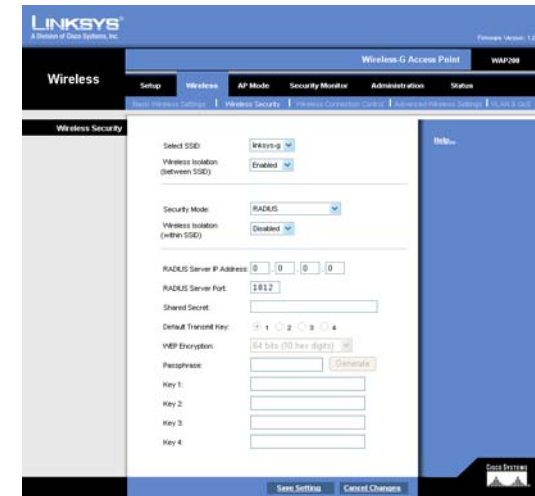 LINKSYS®
A Division of Cisco Systems, Inc.
Firmware Version: 1.2
Wireless-G Access Point WAP200
Wireless
Setup Wireless AP Mode Security Monitor Administration Status
Basic Wireless Settings | Wireless Security | Wireless Connection Control | Advanced Wireless Settings | VLAN & QoS
Wireless Security
Help...
Select SSID: linksys-g
Wireless Isolation
(between SSID): Enabled
Security Mode: RADIUS
Wireless Isolation
(within SSID) Disabled
RADIUS Server IP Address: 0 . 0 . 0 . 0
RADIUS Server Port: 1812
Shared Secret:
Default Transmit Key: 1 2 3 4
WEP Encryption: 64 bits (10 hex digits)
Passphrase: Generate
Key 1:
Key 2:
Key 3:
Key 4:
Save Setting Cancel Changes
Cisco Systems